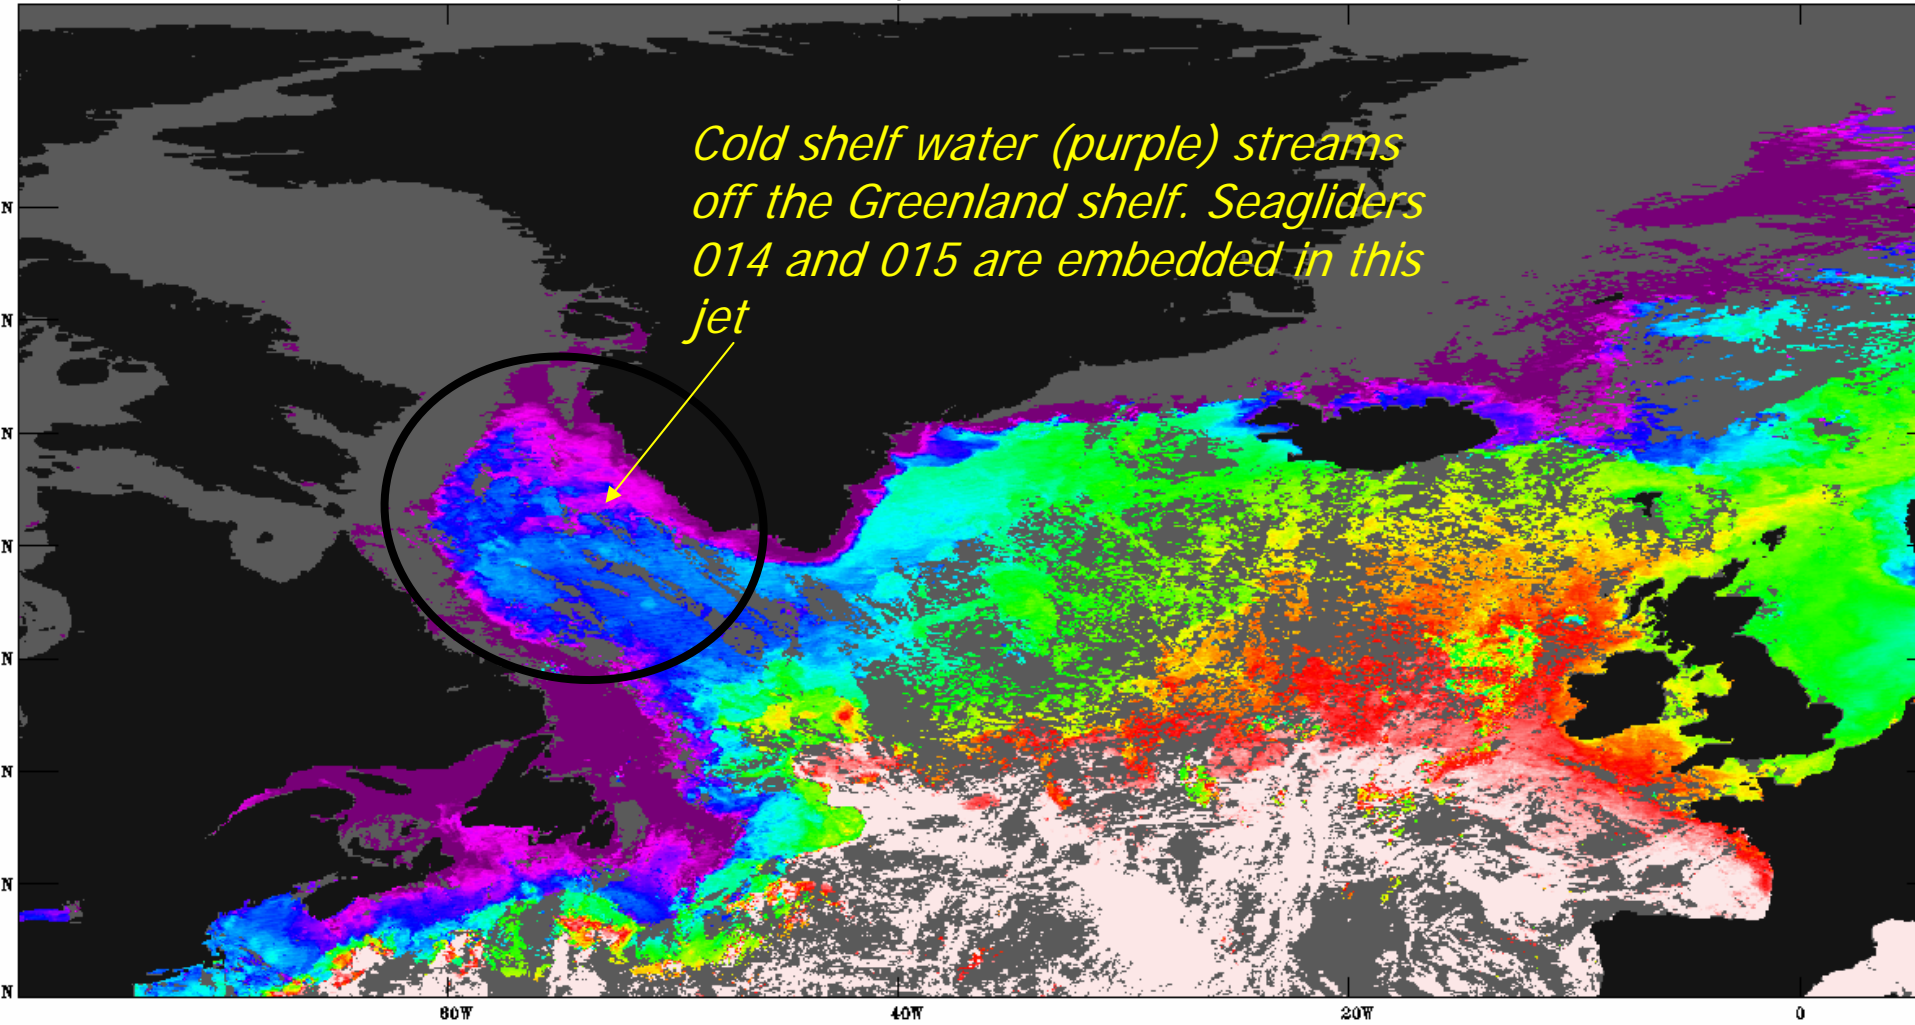 Cold shelf water (purple) streams
off the Greenland shelf. Seagliders
014 and 015 are embedded in this
jet
N
N
N
N
N
N
N
N
60W 40W 20W 0